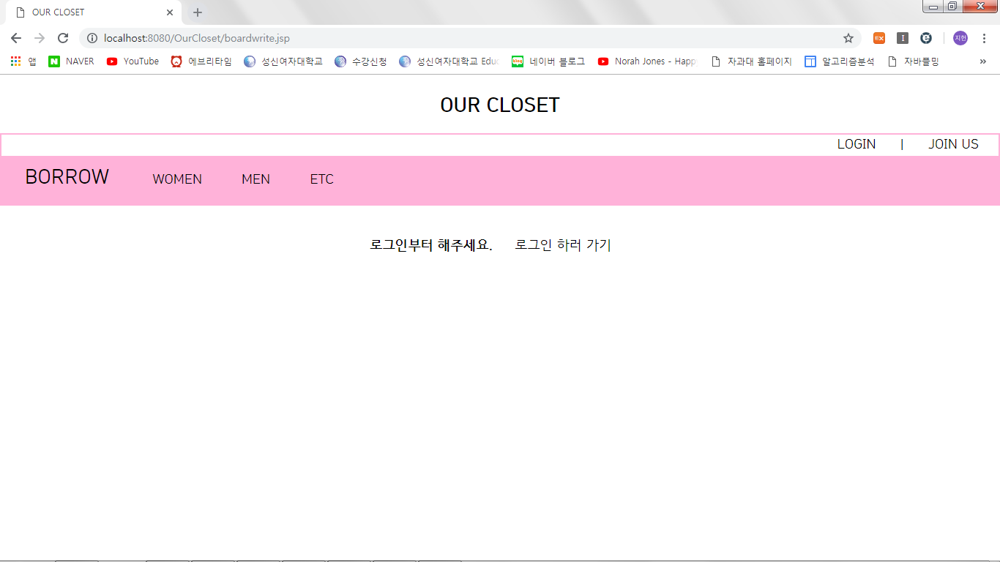 OUR CLOSET
localhost:8080/OurCloset/boardwrite.jsp
EX
I
e
지헌
앱 NAVER YouTube 에브리타임 성신여자대학교 수강신청 성신여자대학교 Educ 네이버 블로그 Norah Jones - Happ 자과대 홈페이지 알고리즘분석 자바플밍 »
OUR CLOSET
LOGIN | JOIN US
BORROW WOMEN MEN ETC
로그인부터 해주세요. 로그인 하러 가기